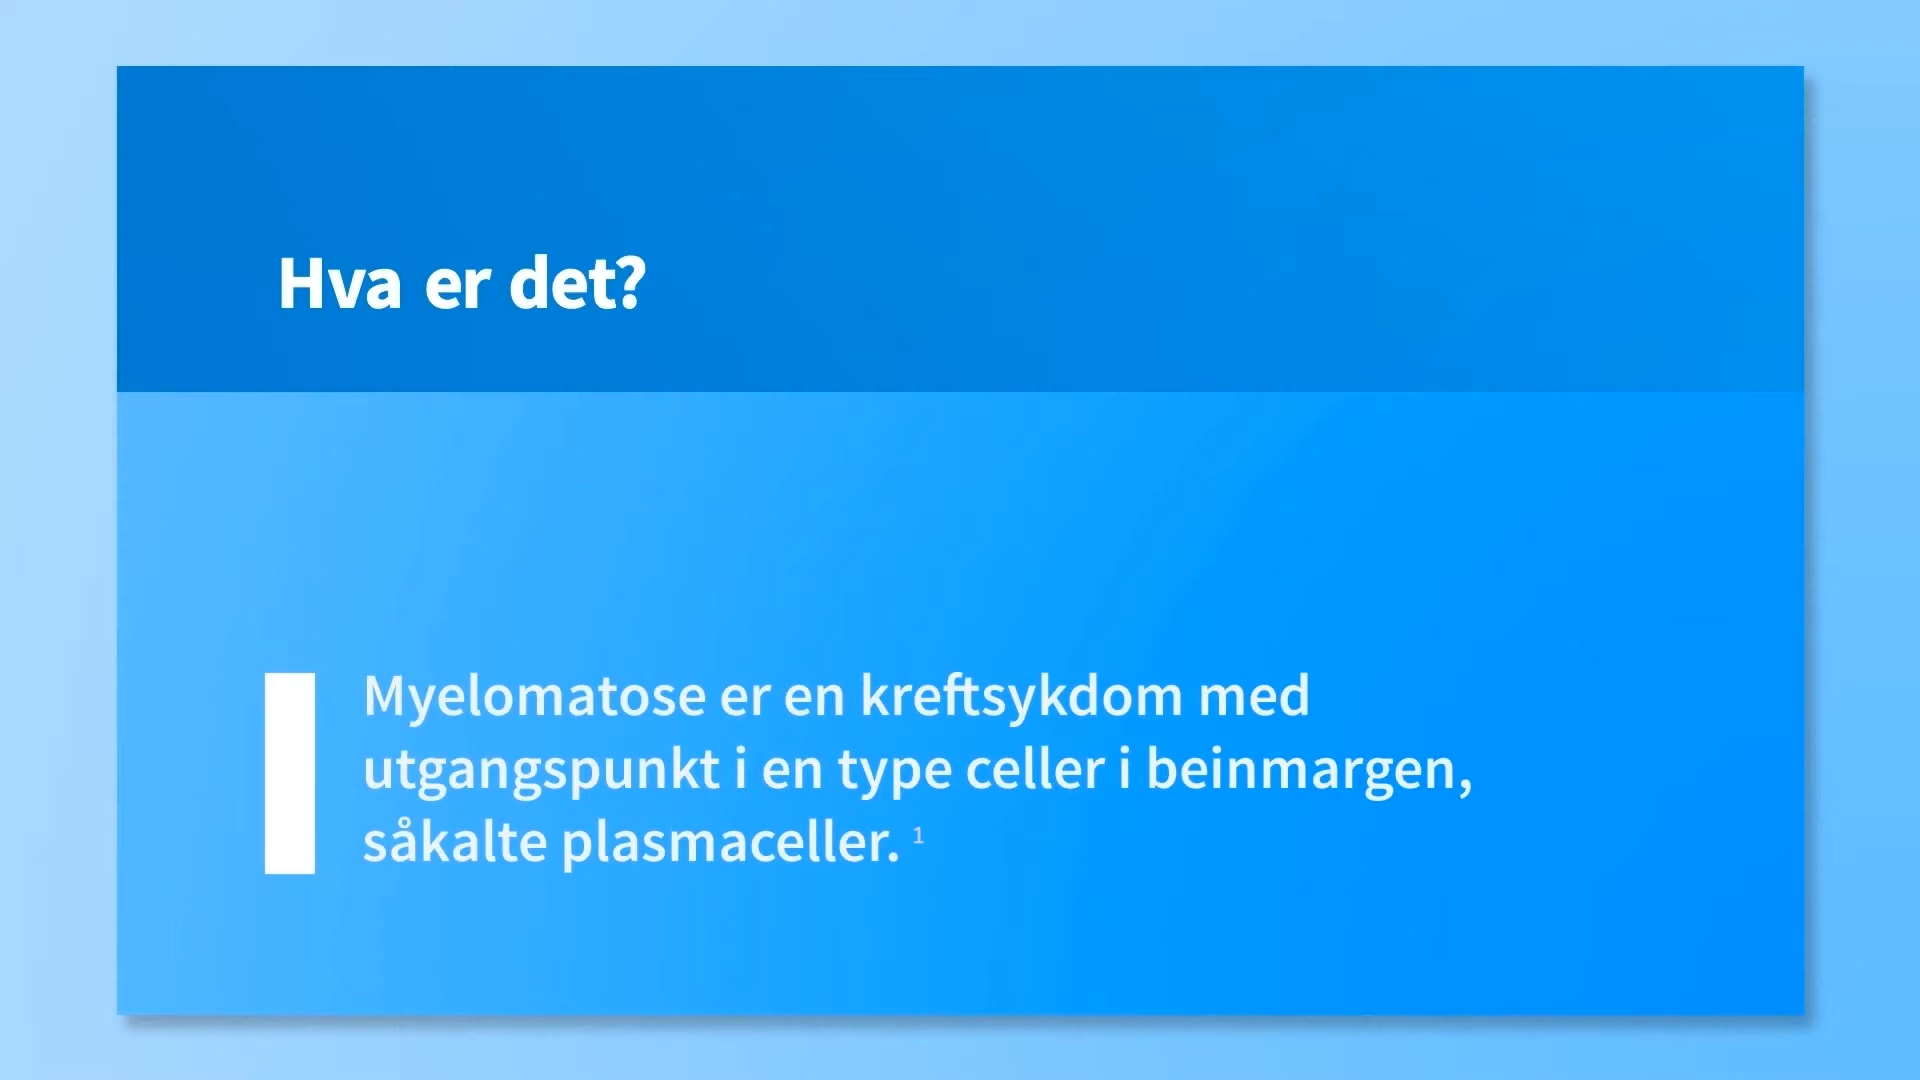 Hva er det?
Myelomatose er en kreftsykdom med
utgangspunkt i en type celler i beinmargen,
såkalte plasmaceller. 1